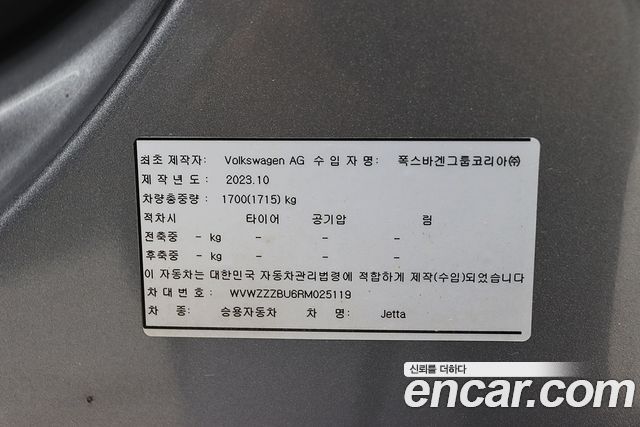 최초 제작자: Volkswagen AG 수 입 자 명: 폭스바겐그룹코리아㈜
제 작 년 도 : 2023.10
차량총중량 : 1700(1715) kg
적차시 타이어 공기압 림
전축중 - kg - - -
후축중 - kg - - -
이 자동차는 대한민국 자동차관리법령에 적합하게 제작(수입)되었습니다
차 대 번 호 : WVWZZZBU6RM025119
차 종: 승용자동차 차 명: Jetta
신뢰를 더하다
encar.com